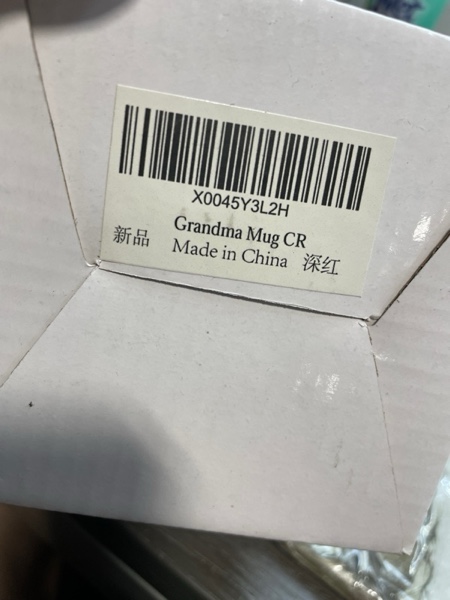 X0045Y3L2H
Grandma Mug CR
新品 Made in China 深红